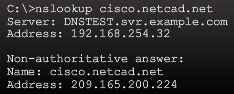 C:\>nslookup cisco.netcad.net
Server: DNSTEST.svr.example.com
Address: 192.168.254.32

Non-authoritative answer:
Name: cisco.netcad.net
Address: 209.165.200.224